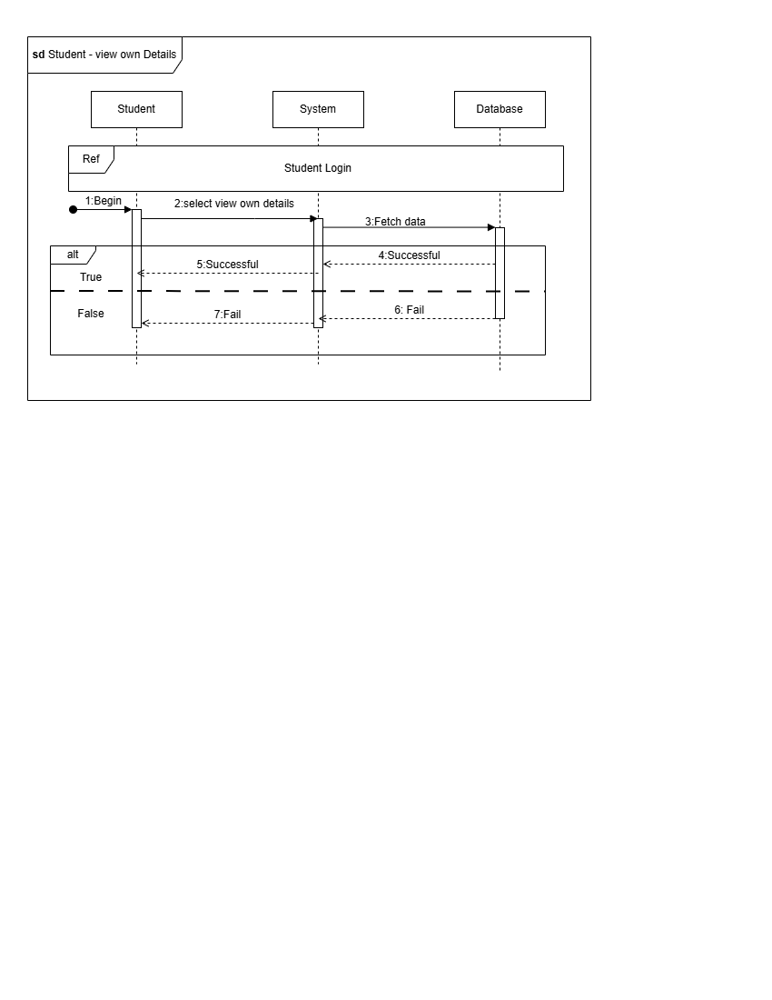 sd Student - view own Details
Student
System
Database
Ref
Student Login
1:Begin
2:select view own details
3:Fetch data
alt
4:Successful
5:Successful
True
6: Fail
7:Fail
False